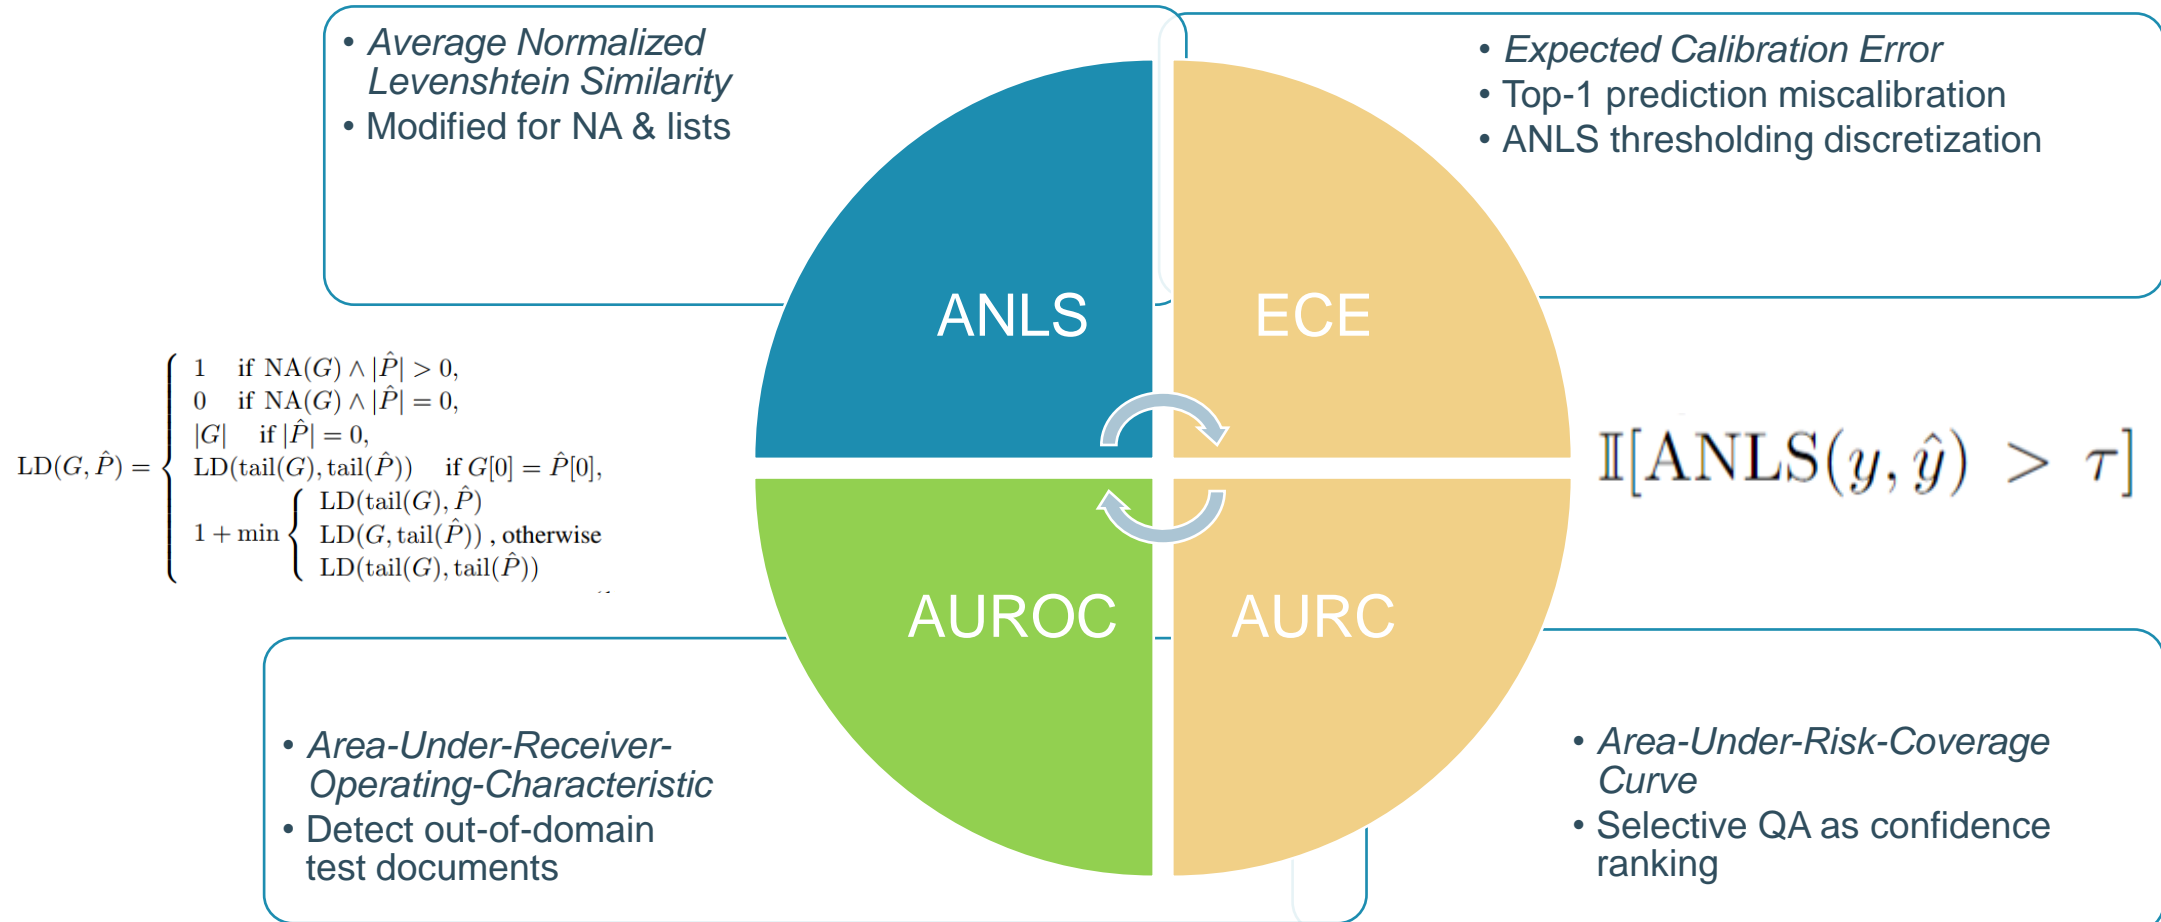 • Average Normalized
Levenshtein Similarity
• Modified for NA & lists
• Expected Calibration Error
• Top-1 prediction miscalibration
• ANLS thresholding discretization
ANLS
ECE
LD(G, P̂) = {
1 if NA(G) ∧ |P̂| > 0,
0 if NA(G) ∧ |P̂| = 0,
|G| if |P̂| = 0,
LD(tail(G), tail(P̂)) if G[0] = P̂[0],
1 + min {
LD(tail(G), P̂)
LD(G, tail(P̂)) , otherwise
LD(tail(G), tail(P̂))
𝕀[ANLS(y, ŷ) > τ]
AUROC
AURC
• Area-Under-Receiver-
Operating-Characteristic
• Detect out-of-domain
test documents
• Area-Under-Risk-Coverage
Curve
• Selective QA as confidence
ranking